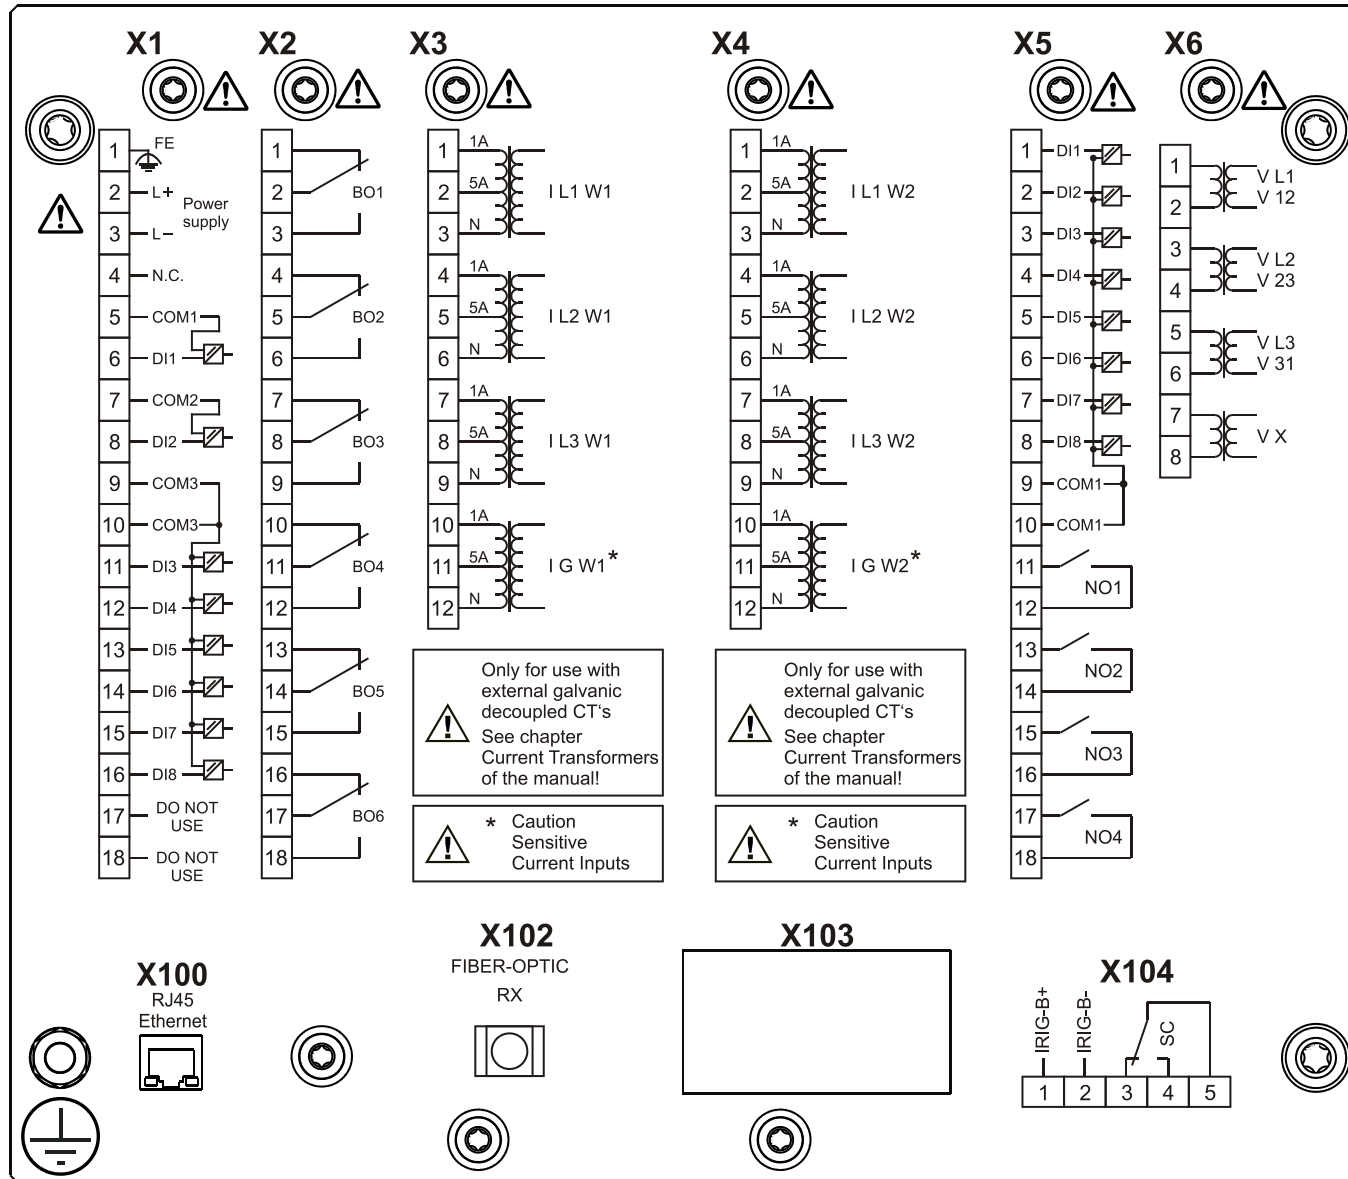 X1
1 FE
2 L+ Power
supply
3 L–
4 N.C.
5 COM1
6 DI1
7 COM2
8 DI2
9 COM3
10 COM3
11 DI3
12 DI4
13 DI5
14 DI6
15 DI7
16 DI8
17 DO NOT
USE
18 DO NOT
USE
X2
1
2 BO1
3
4
5 BO2
6
7
8 BO3
9
10
11 BO4
12
13
14 BO5
15
16
17 BO6
18
X3
1 1A
2 5A I L1 W1
3 N
4 1A
5 5A I L2 W1
6 N
7 1A
8 5A I L3 W1
9 N
10 1A
11 5A I G W1*
12 N
Only for use with
external galvanic
decoupled CT‘s
See chapter
Current Transformers
of the manual!
* Caution
Sensitive
Current Inputs
X4
1 1A
2 5A I L1 W2
3 N
4 1A
5 5A I L2 W2
6 N
7 1A
8 5A I L3 W2
9 N
10 1A
11 5A I G W2*
12 N
Only for use with
external galvanic
decoupled CT‘s
See chapter
Current Transformers
of the manual!
* Caution
Sensitive
Current Inputs
X5
1 DI1
2 DI2
3 DI3
4 DI4
5 DI5
6 DI6
7 DI7
8 DI8
9 COM1
10 COM1
11
NO1
12
13
NO2
14
15
NO3
16
17
NO4
18
X6
1 V L1
2 V 12
3 V L2
4 V 23
5 V L3
6 V 31
7
V X
8
X100
RJ45
Ethernet
X102
FIBER-OPTIC
RX
X103
X104
IRIG-B+
IRIG-B-
SC
1 2 3 4 5